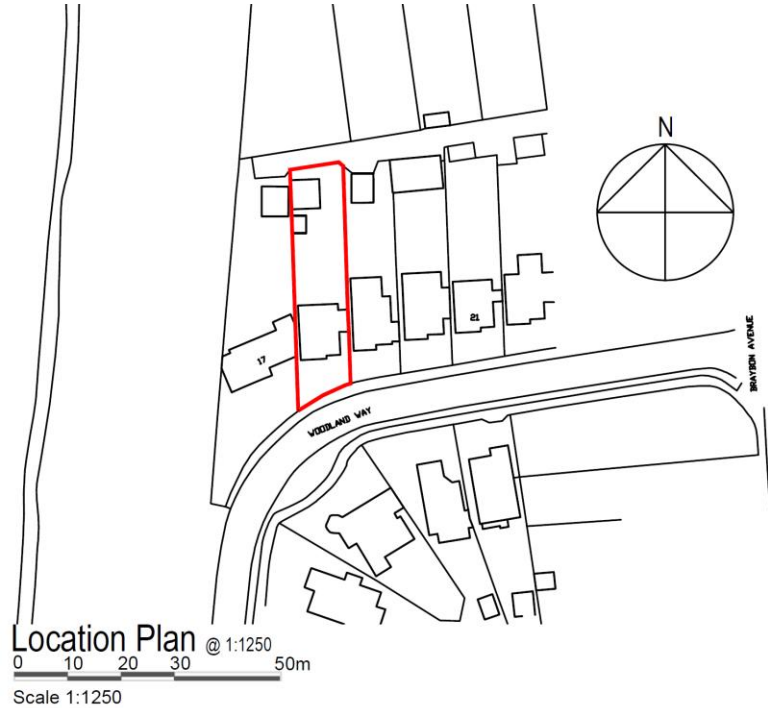 N
17
21
WOODLAND WAY
BRAYBON AVENUE
Location Plan @ 1:1250
0 10 20 30 50m
Scale 1:1250